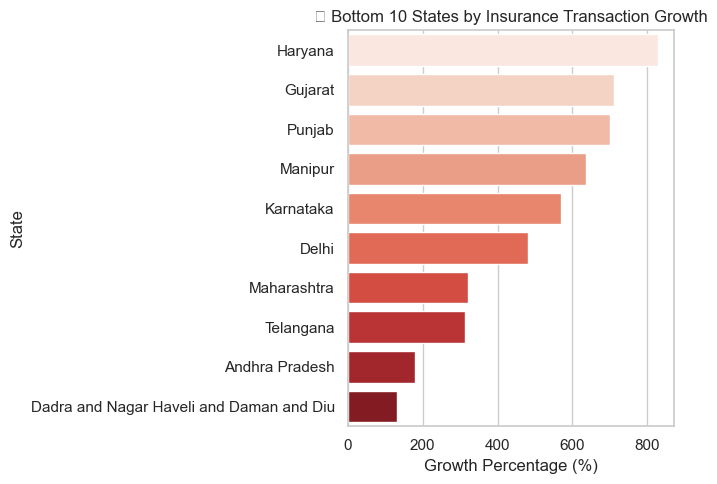 Bottom 10 States by Insurance Transaction Growth
Haryana
Gujarat
Punjab
Manipur
Karnataka
Delhi
Maharashtra
Telangana
Andhra Pradesh
Dadra and Nagar Haveli and Daman and Diu
State
0 200 400 600 800
Growth Percentage (%)